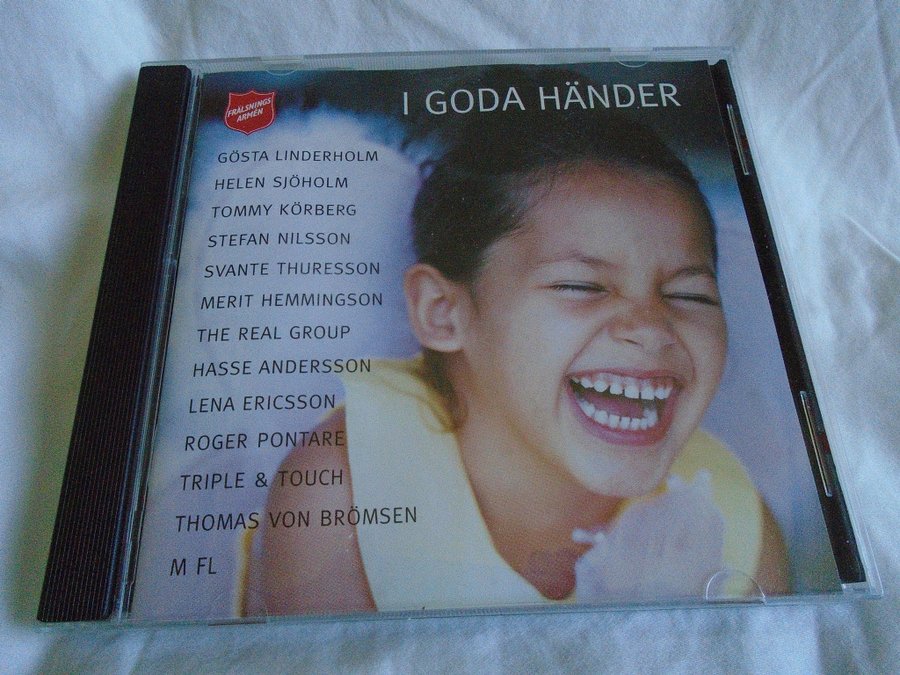 I GODA HÄNDER
FRÄLSNINGS
ARMÉN
GÖSTA LINDERHOLM
HELEN SJÖHOLM
TOMMY KÖRBERG
STEFAN NILSSON
SVANTE THURESSON
MERIT HEMMINGSON
THE REAL GROUP
HASSE ANDERSSON
LENA ERICSSON
ROGER PONTARE
TRIPLE & TOUCH
THOMAS VON BRÖMSEN
M FL